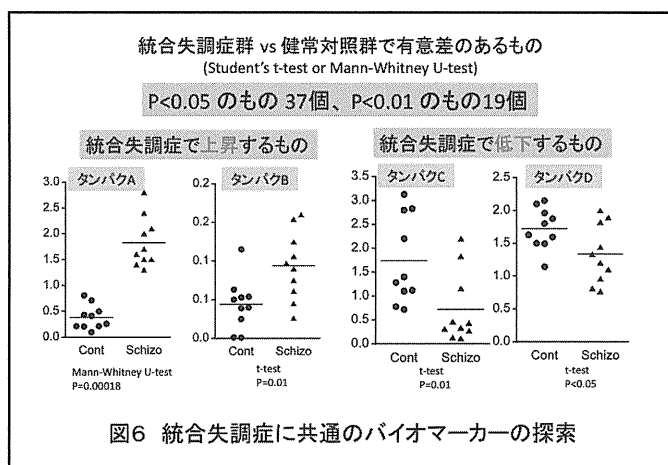 統合失調症群 vs 健常対照群で有意差のあるもの
(Student's t-test or Mann-Whitney U-test)
P<0.05 のもの 37個、P<0.01 のもの19個
統合失調症で上昇するもの
統合失調症で低下するもの
タンパクA
3.0
2.5
2.0
1.5
1.0
0.5
0.0
Cont Schizo
Mann-Whitney U-test
P=0.00018
タンパクB
0.2
0.2
0.1
0.1
0.0
Cont Schizo
t-test
P=0.01
タンパクC
3.5
3.0
2.5
2.0
1.5
1.0
0.5
0.0
Cont Schizo
t-test
P=0.01
タンパクD
2.5
2.0
1.5
1.0
0.5
0.0
Cont Schizo
t-test
P<0.05
図6 統合失調症に共通のバイオマーカーの探索